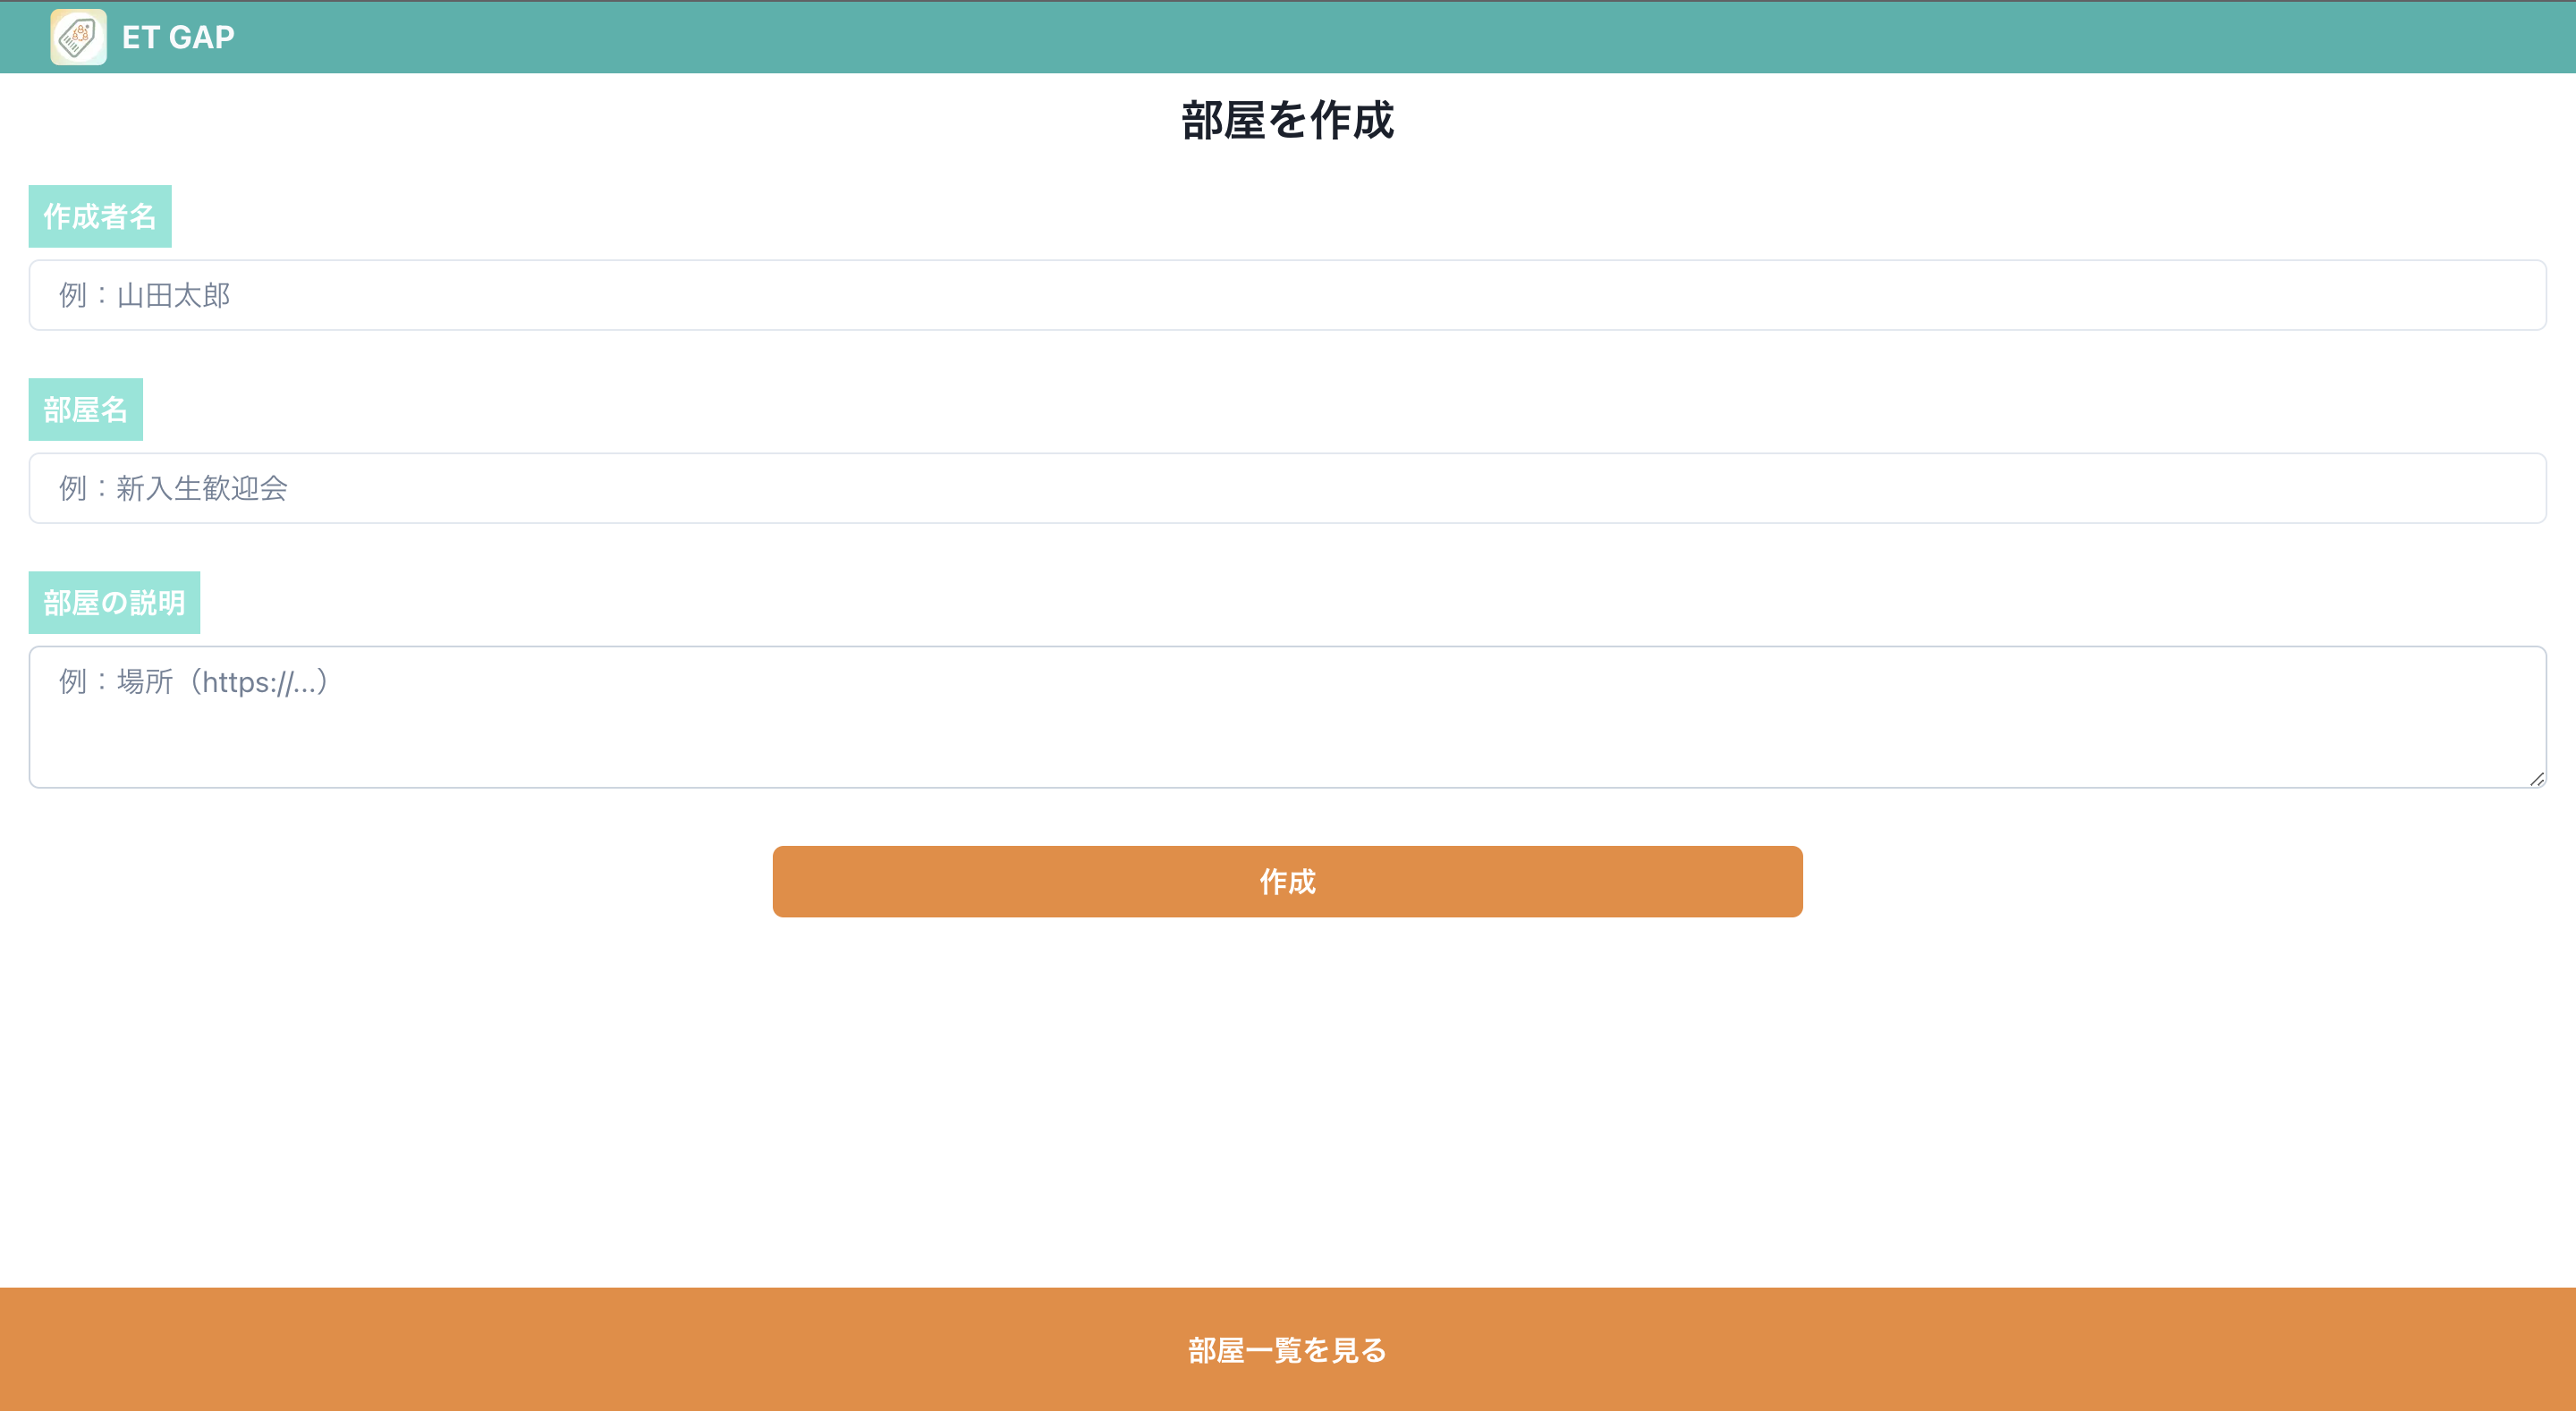 ET GAP
部屋を作成
作成者名
例：山田太郎
部屋名
例：新入生歓迎会
部屋の説明
例：場所（https://...）
作成
部屋一覧を見る